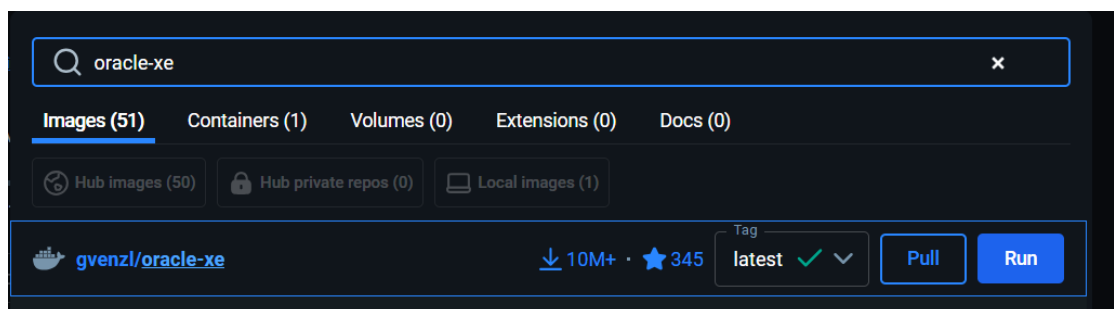 oracle-xe
Images (51) Containers (1) Volumes (0) Extensions (0) Docs (0)
Hub images (50) Hub private repos (0) Local images (1)
Tag
gvenzl/oracle-xe 10M+ · 345 latest Pull Run